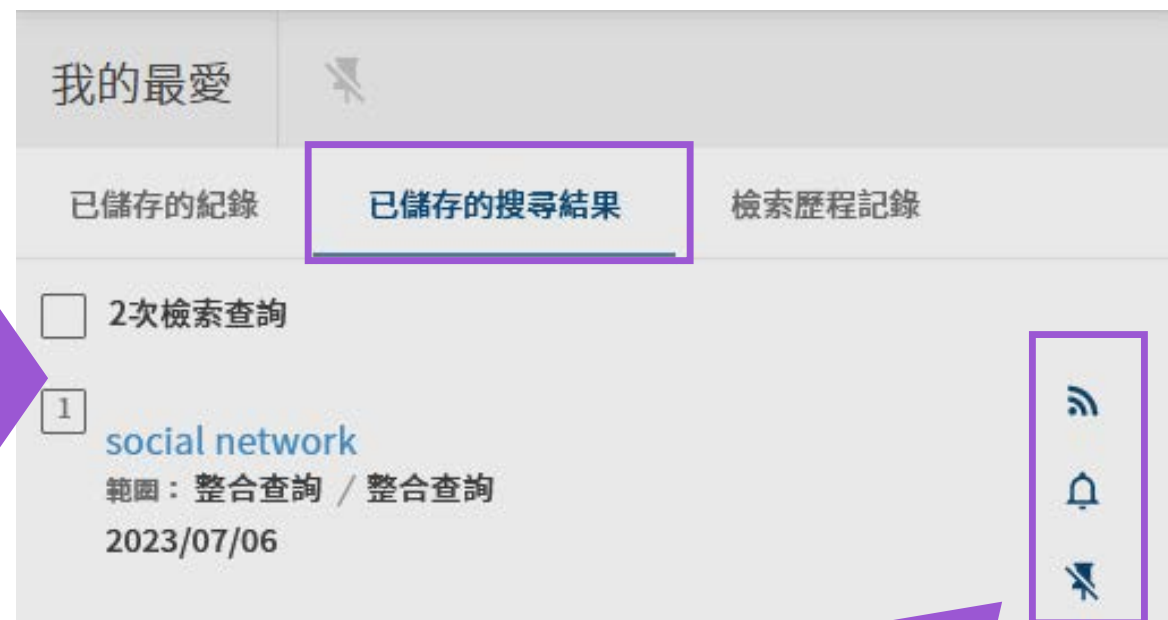 我的最愛
已儲存的紀錄 已儲存的搜尋結果 檢索歷程記錄
2次檢索查詢
1
social network
範圍：整合查詢 / 整合查詢
2023/07/06